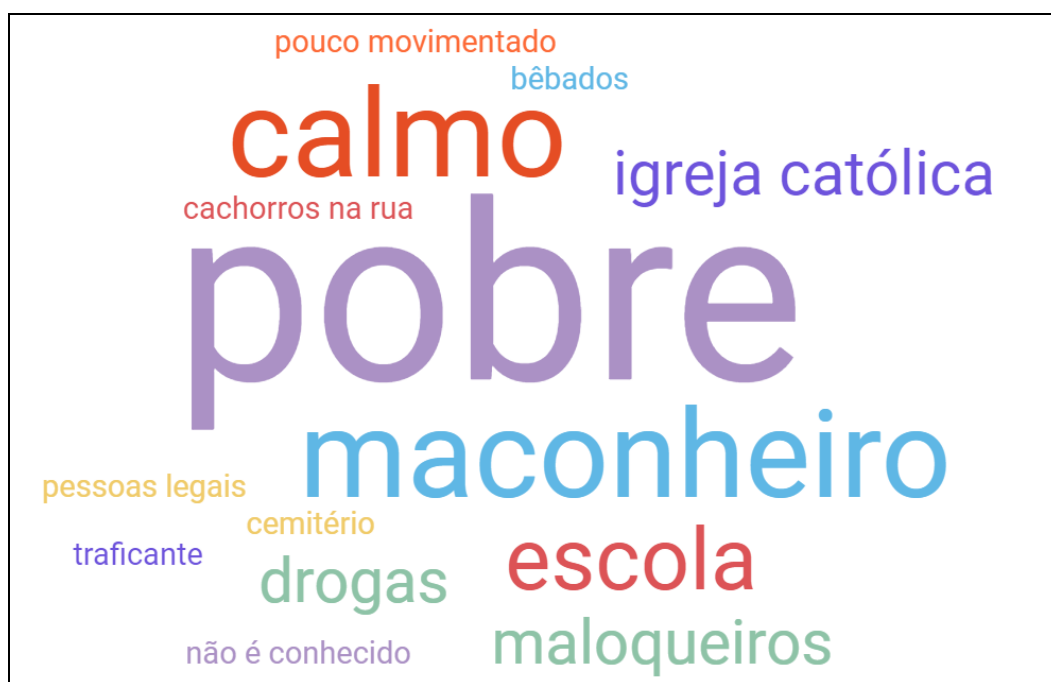 pouco movimentado
bêbados
calmo
igreja católica
cachorros na rua
pobre
maconheiro
pessoas legais
cemitério
traficante
escola
drogas
maloqueiros
não é conhecido